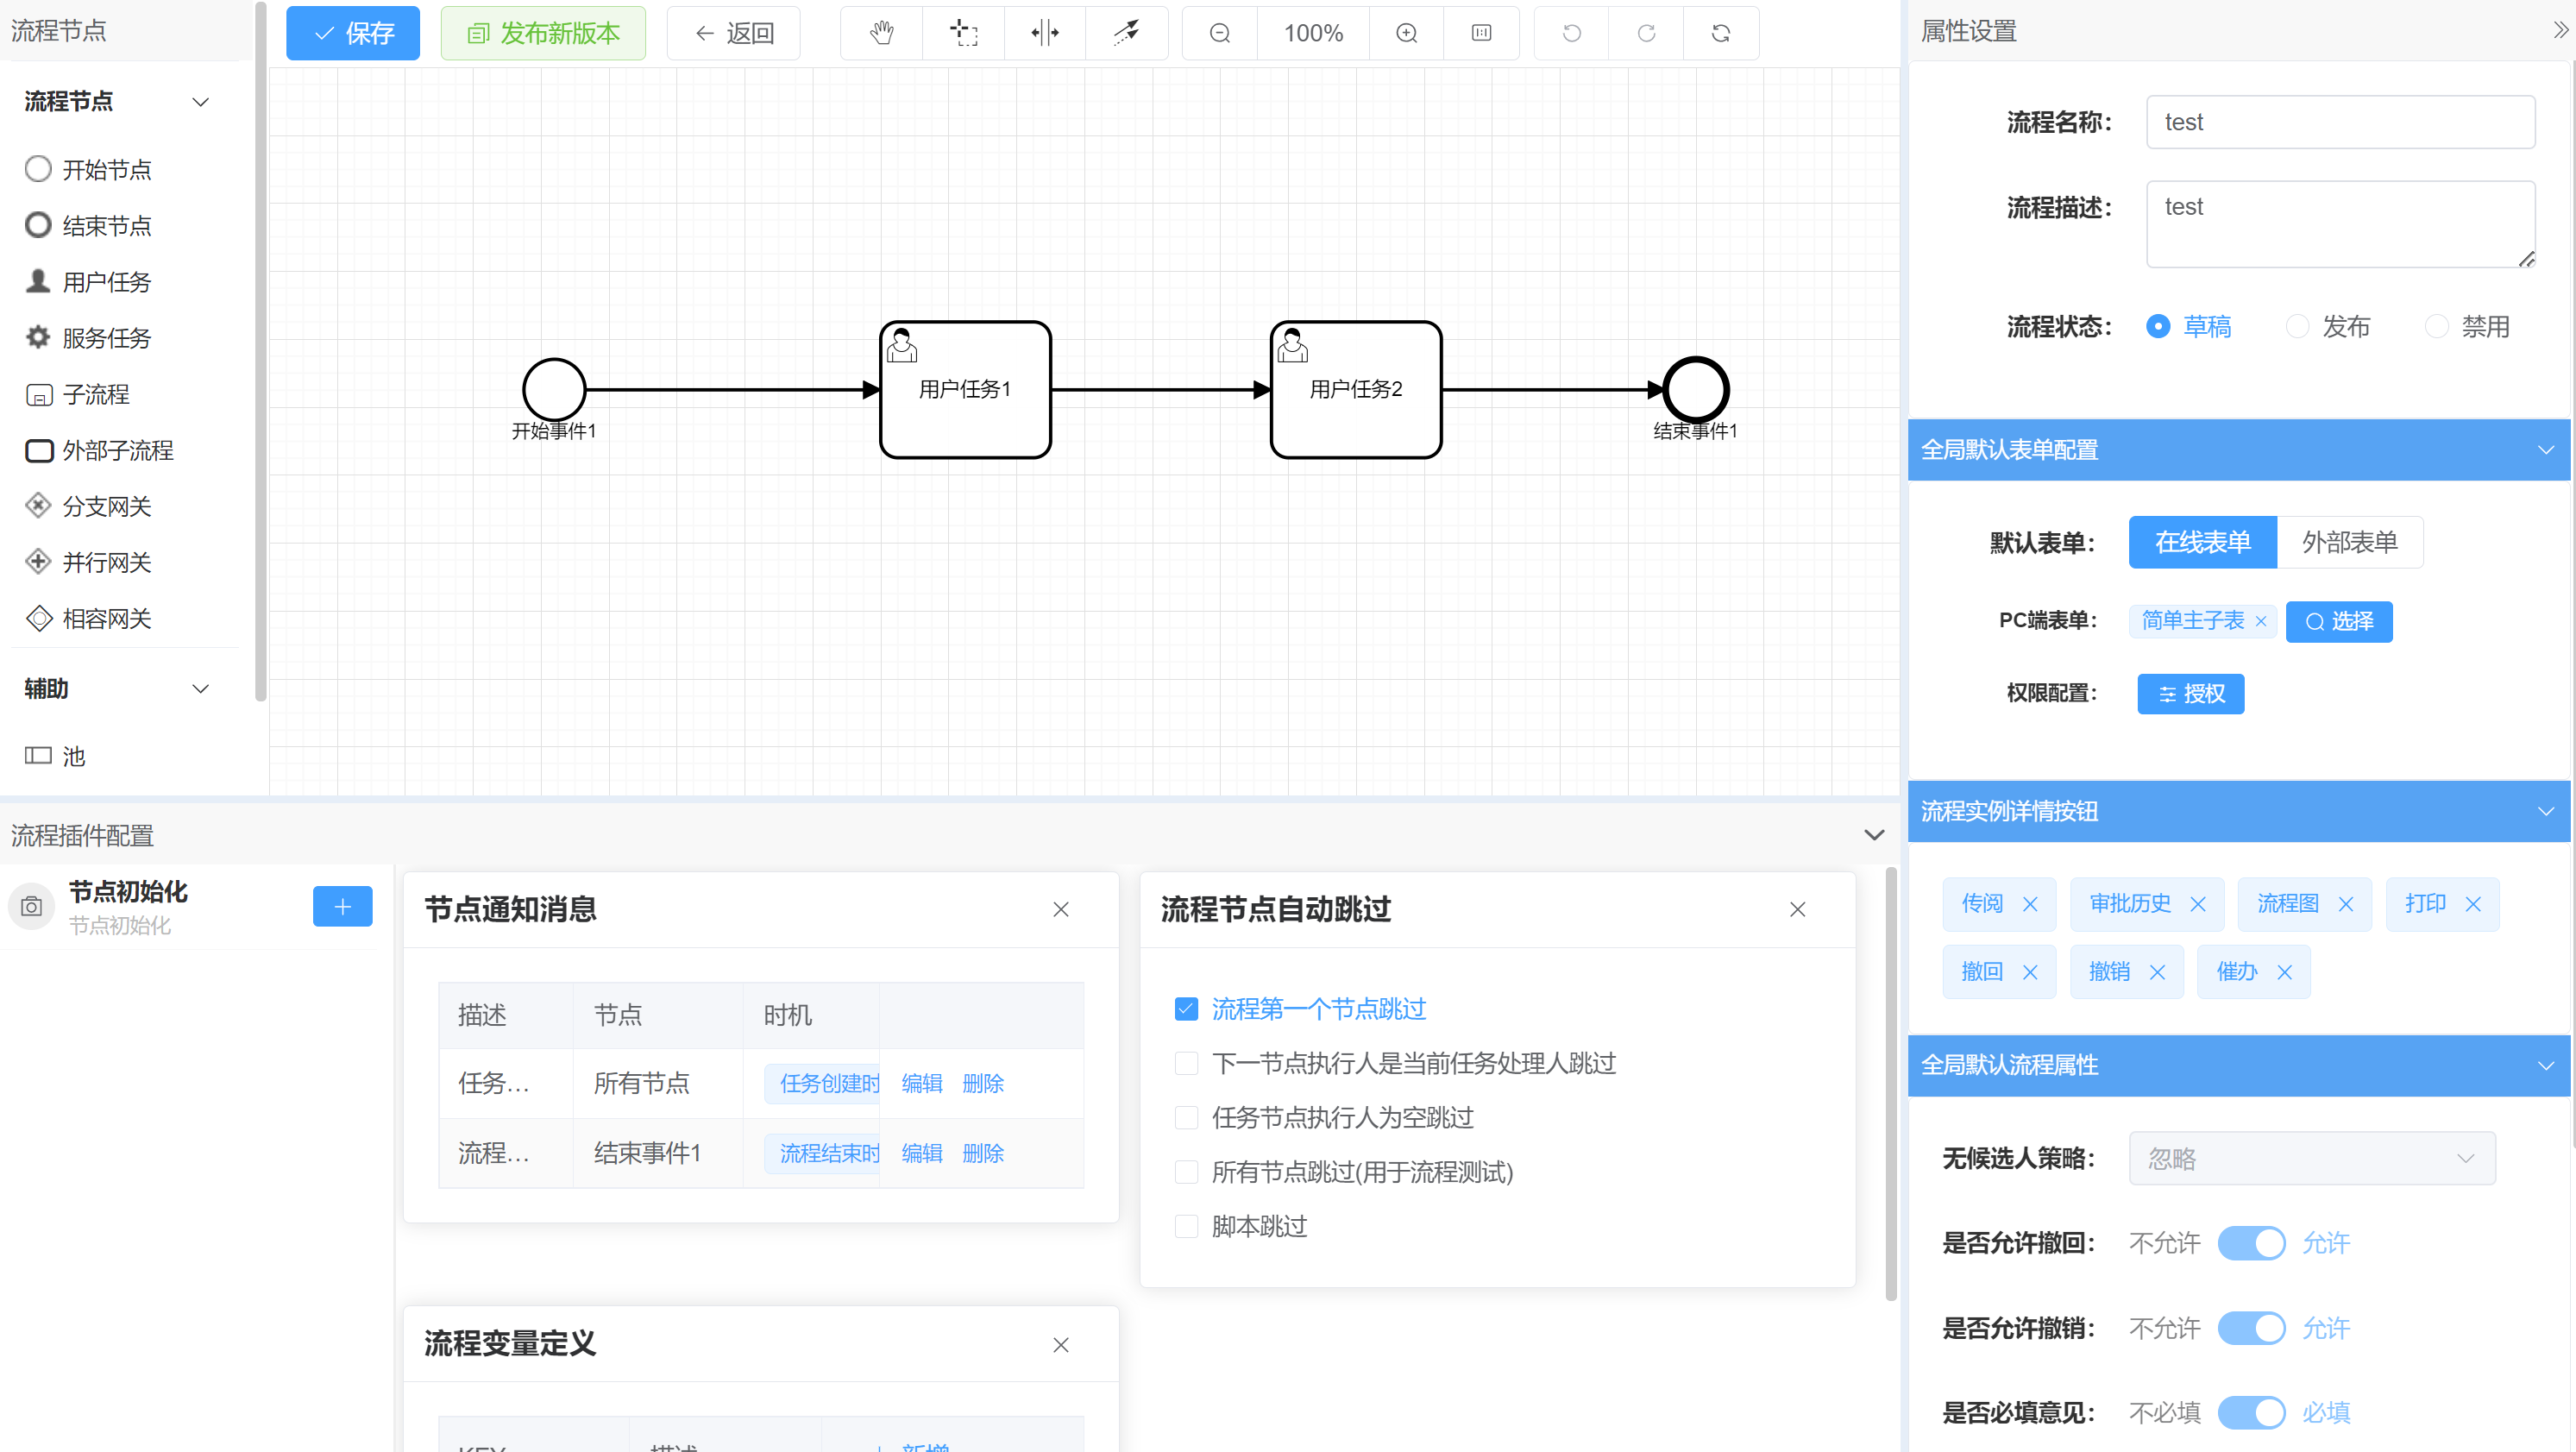 流程节点
保存
发布新版本
返回
100%
属性设置
流程节点
开始节点
结束节点
用户任务
服务任务
子流程
外部子流程
分支网关
并行网关
相容网关
辅助
池
开始事件1
用户任务1
用户任务2
结束事件1
流程名称：
test
流程描述：
test
流程状态：
草稿 发布 禁用
全局默认表单配置
默认表单：
在线表单 外部表单
PC端表单：
简单主子表
选择
权限配置：
授权
流程实例详情按钮
传阅 审批历史 流程图 打印
撤回 撤销 催办
全局默认流程属性
无候选人策略：
忽略
是否允许撤回：
不允许 允许
是否允许撤销：
不允许 允许
是否必填意见：
不必填 必填
流程插件配置
节点初始化
节点初始化
节点通知消息
描述 节点 时机
任务... 所有节点 任务创建时 编辑 删除
流程... 结束事件1 流程结束时 编辑 删除
流程节点自动跳过
流程第一个节点跳过
下一节点执行人是当前任务处理人跳过
任务节点执行人为空跳过
所有节点跳过(用于流程测试)
脚本跳过
流程变量定义
KEY 描述 新增